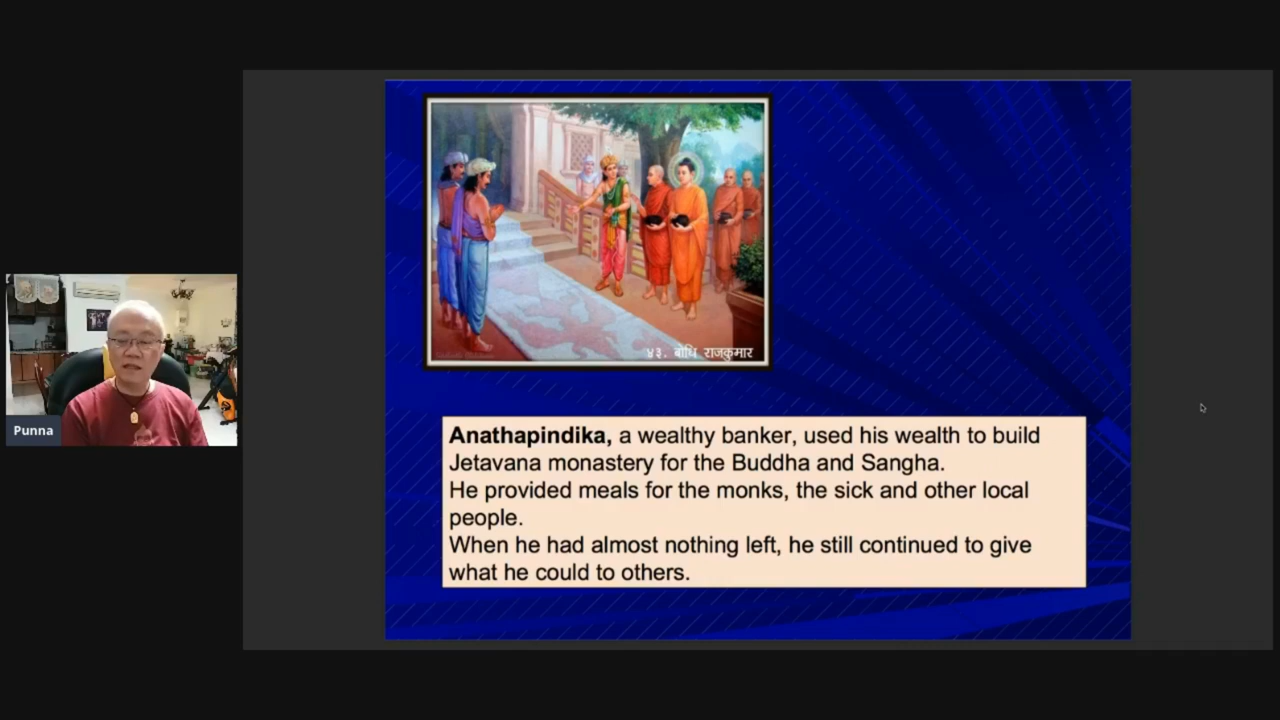 ४३. बोधि राजकुमार
Anathapindika, a wealthy banker, used his wealth to build
Jetavana monastery for the Buddha and Sangha.
He provided meals for the monks, the sick and other local
people.
When he had almost nothing left, he still continued to give
what he could to others.
Punna